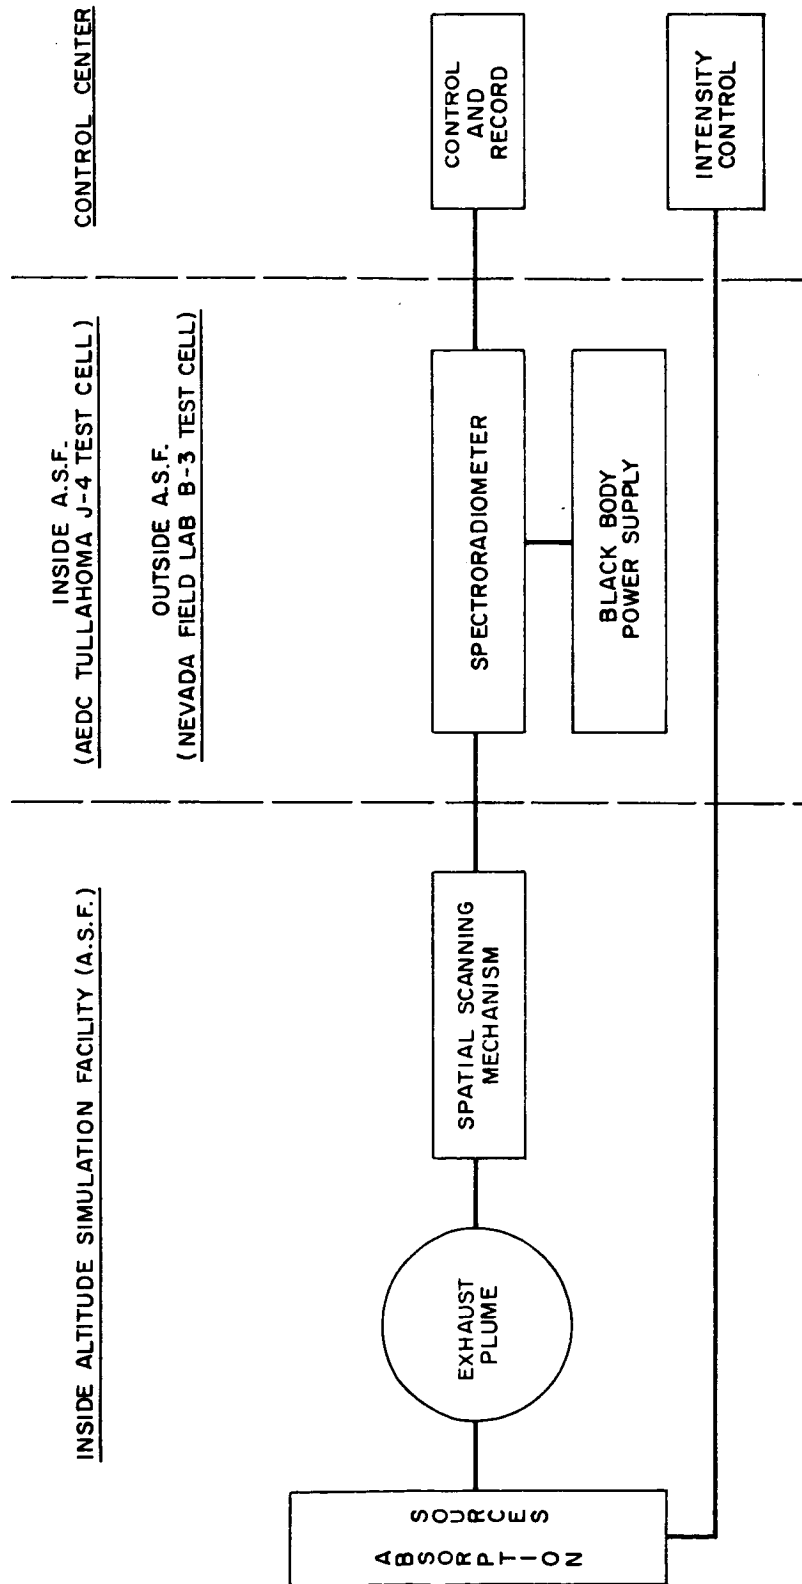 INSIDE ALTITUDE SIMULATION FACILITY (A.S.F.)
INSIDE A.S.F.
(AEDC TULLAHOMA J-4 TEST CELL)
OUTSIDE A.S.F.
(NEVADA FIELD LAB B-3 TEST CELL)
CONTROL CENTER
ABSORPTION
SOURCES
EXHAUST
PLUME
SPATIAL SCANNING
MECHANISM
SPECTRORADIOMETER
BLACK BODY
POWER SUPPLY
CONTROL
AND
RECORD
INTENSITY
CONTROL